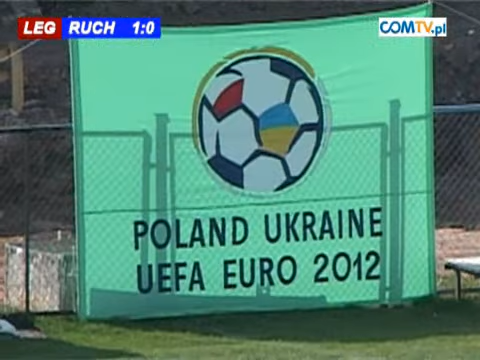 LEG RUCH 1:0
COMTV.pl
POLAND UKRAINE
UEFA EURO 2012